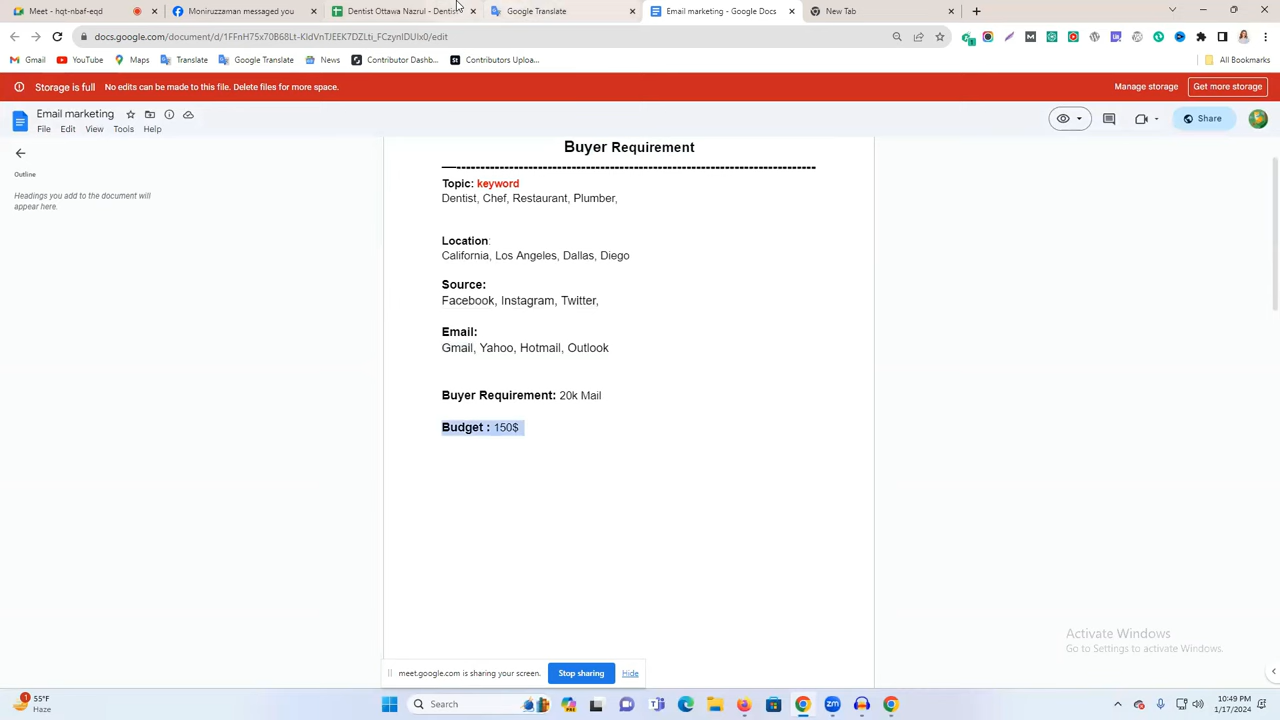 Meet - hqt-nbaf-eqd
Moniruzzaman messaged you
Dentist Ottawa Nazrul - Dentist
Google Translate
Email marketing - Google Docs
New Tab
docs.google.com/document/d/1FFnH75x70B68Lt-KldVnTJEEK7DZLti_FCzynIDUIx0/edit
Gmail
YouTube
Maps
Translate
Google Translate
News
Contributor Dashb...
Contributors Uploa...
All Bookmarks
Storage is full No edits can be made to this file. Delete files for more space.
Manage storage
Get more storage
Email marketing
File Edit View Tools Help
Share
Outline
Headings you add to the document will
appear here.
Buyer Requirement
Topic: keyword
Dentist, Chef, Restaurant, Plumber,
Location:
California, Los Angeles, Dallas, Diego
Source:
Facebook, Instagram, Twitter,
Email:
Gmail, Yahoo, Hotmail, Outlook
Buyer Requirement: 20k Mail
Budget : 150$
Activate Windows
Go to Settings to activate Windows.
meet.google.com is sharing your screen.
Stop sharing
Hide
55°F
Haze
Search
10:49 PM
1/17/2024